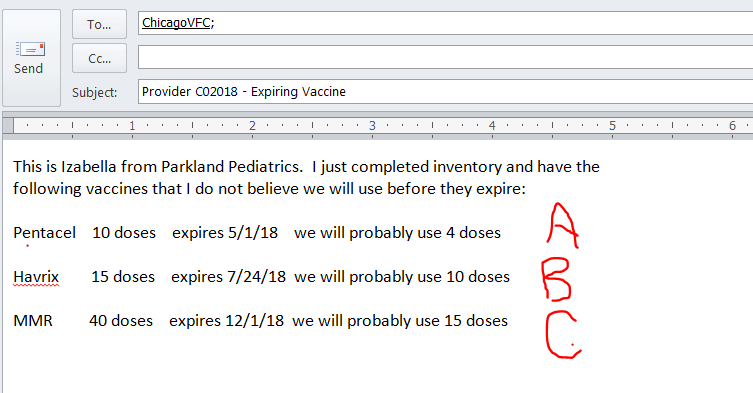 To...
ChicagoVFC;
Send
Cc...
Subject:
Provider C02018 - Expiring Vaccine
1 2 3 4 5 6
This is Izabella from Parkland Pediatrics.  I just completed inventory and have the
following vaccines that I do not believe we will use before they expire:
Pentacel 10 doses expires 5/1/18 we will probably use 4 doses A
Havrix 15 doses expires 7/24/18 we will probably use 10 doses B
MMR 40 doses expires 12/1/18 we will probably use 15 doses C